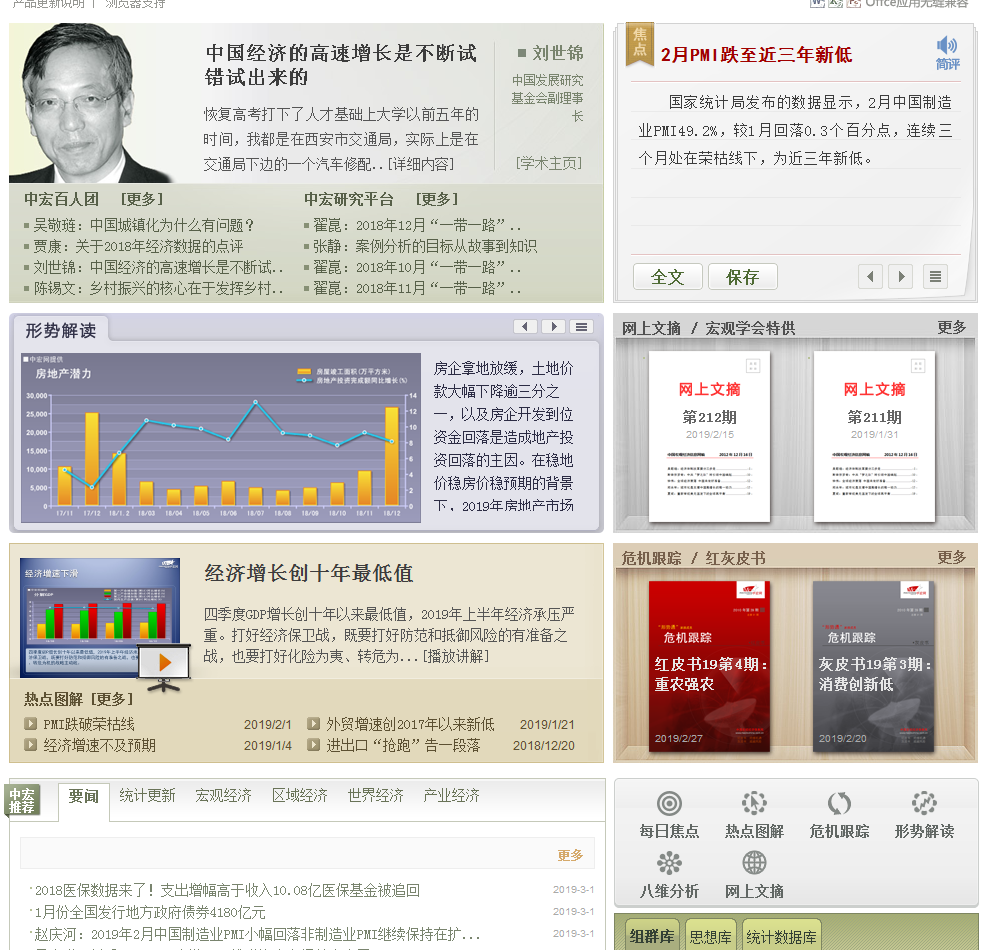 产品更新说明 | 浏览器支持
Offce应用无缝兼容
中国经济的高速增长是不断试
错试出来的
恢复高考打下了人才基础上大学以前五年的
时间，我都是在西安市交通局，实际上是在
交通局下边的一个汽车修配..[详细内容]
■ 刘世锦
中国发展研究
基金会副理事
长
[学术主页]
中宏百人团 [更多]
吴敬琏：中国城镇化为什么有问题？
贾康：关于2018年经济数据的点评
刘世锦：中国经济的高速增长是不断试..
陈锡文：乡村振兴的核心在于发挥乡村..
中宏研究平台 [更多]
翟崑：2018年12月“一带一路”..
张静：案例分析的目标从故事到知识
翟崑：2018年10月“一带一路”..
翟崑：2018年11月“一带一路”..
焦点
2月PMI跌至近三年新低
简评
国家统计局发布的数据显示，2月中国制造
业PMI49.2%，较1月回落0.3个百分点，连续三
个月处在荣枯线下，为近三年新低。
全文 保存
形势解读
■中宏网提供
房地产潜力
房屋竣工面积(万平方米)
房地产投资完成额同比增长(%)
30,000
25,000
20,000
15,000
10,000
5,000
0
14
12
10
8
6
4
2
0
17/11 17/12 18/1,2 18/03 18/04 18/05 18/06 18/07 18/08 18/09 18/10 18/11 18/12
房企拿地放缓，土地价
款大幅下降逾三分之
一，以及房企开发到位
资金回落是造成地产投
资回落的主因。在稳地
价稳房价稳预期的背景
下，2019年房地产市场
网上文摘 / 宏观学会特供 更多
网上文摘
第212期
2019/2/15
2012年12月16日
网上文摘
第211期
2019/1/31
2012年12月16日
经济增速下滑
经济增长创十年最低值
四季度GDP增长创十年以来最低值，2019年上半年经济承压严
重。打好经济保卫战，既要打好防范和抵御风险的有准备之
战，也要打好化险为夷、转危为...[播放讲解]
热点图解 [更多]
PMI跌破荣枯线 2019/2/1
经济增速不及预期 2019/1/4
外贸增速创2017年以来新低 2019/1/21
进出口“抢跑”告一段落 2018/12/20
危机跟踪 / 红灰皮书 更多
危机跟踪
红皮书19第4期：
重农强农
2019/2/27
危机跟踪
灰皮书19第3期：
消费创新低
2019/2/20
中宏
推荐
要闻 统计更新 宏观经济 区域经济 世界经济 产业经济
更多
2018医保数据来了！支出增幅高于收入10.08亿医保基金被追回 2019-3-1
1月份全国发行地方政府债券4180亿元 2019-3-1
赵庆河：2019年2月中国制造业PMI小幅回落非制造业PMI继续保持在扩... 2019-3-1
每日焦点 热点图解 危机跟踪 形势解读
八维分析 网上文摘
组群库 思想库 统计数据库